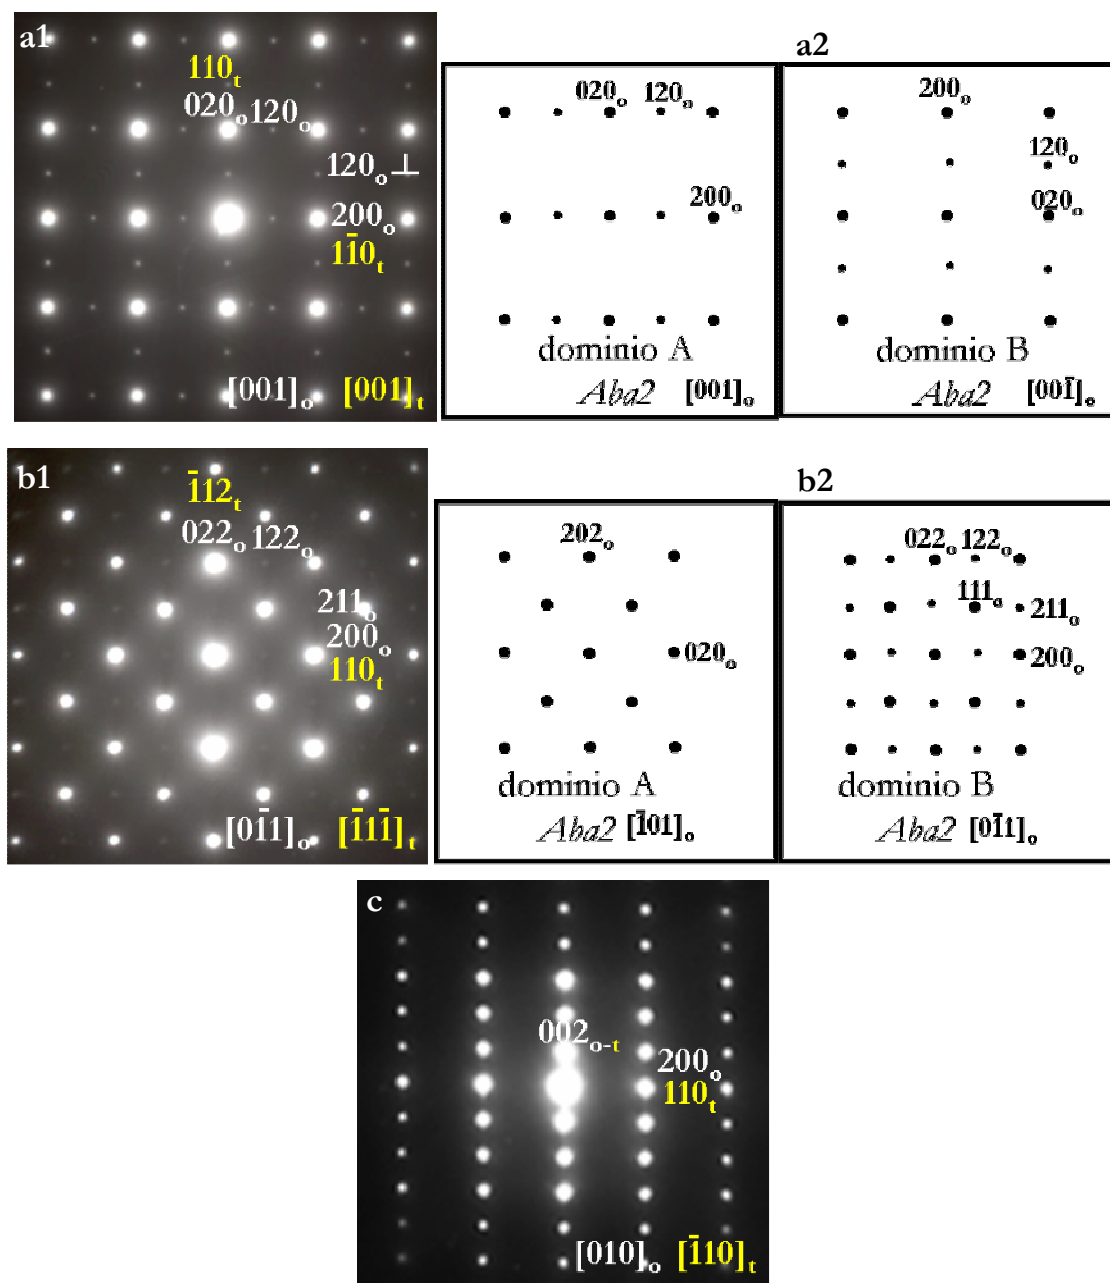 a1
110t
020o 120o
120o⊥
200o
11̄0t
[001]o [001]t
a2
020o 120o
200o
dominio A
Aba2 [001]o
200o
120o
020o
dominio B
Aba2 [001̄]o
b1
1̄12t
022o 122o
211o
200o
110t
[01̄1]o [1̄11̄]t
b2
202o
020o
dominio A
Aba2 [1̄01]o
022o 122o
111o
211o
200o
dominio B
Aba2 [01̄1]o
c
002o-t
200o
110t
[010]o [1̄10]t